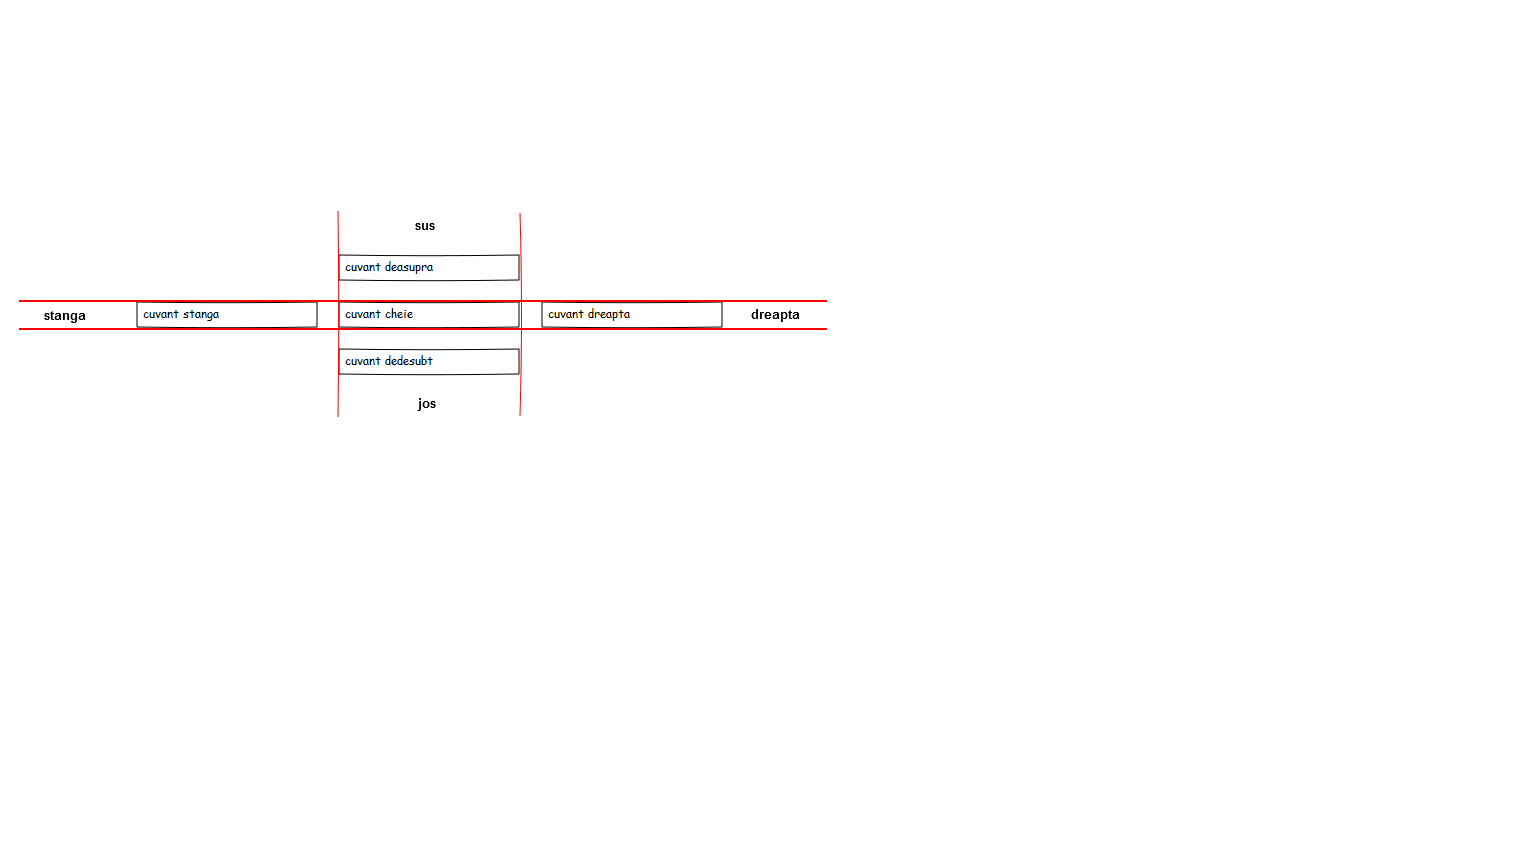 sus
cuvant deasupra
stanga cuvant stanga cuvant cheie cuvant dreapta dreapta
cuvant dedesubt
jos